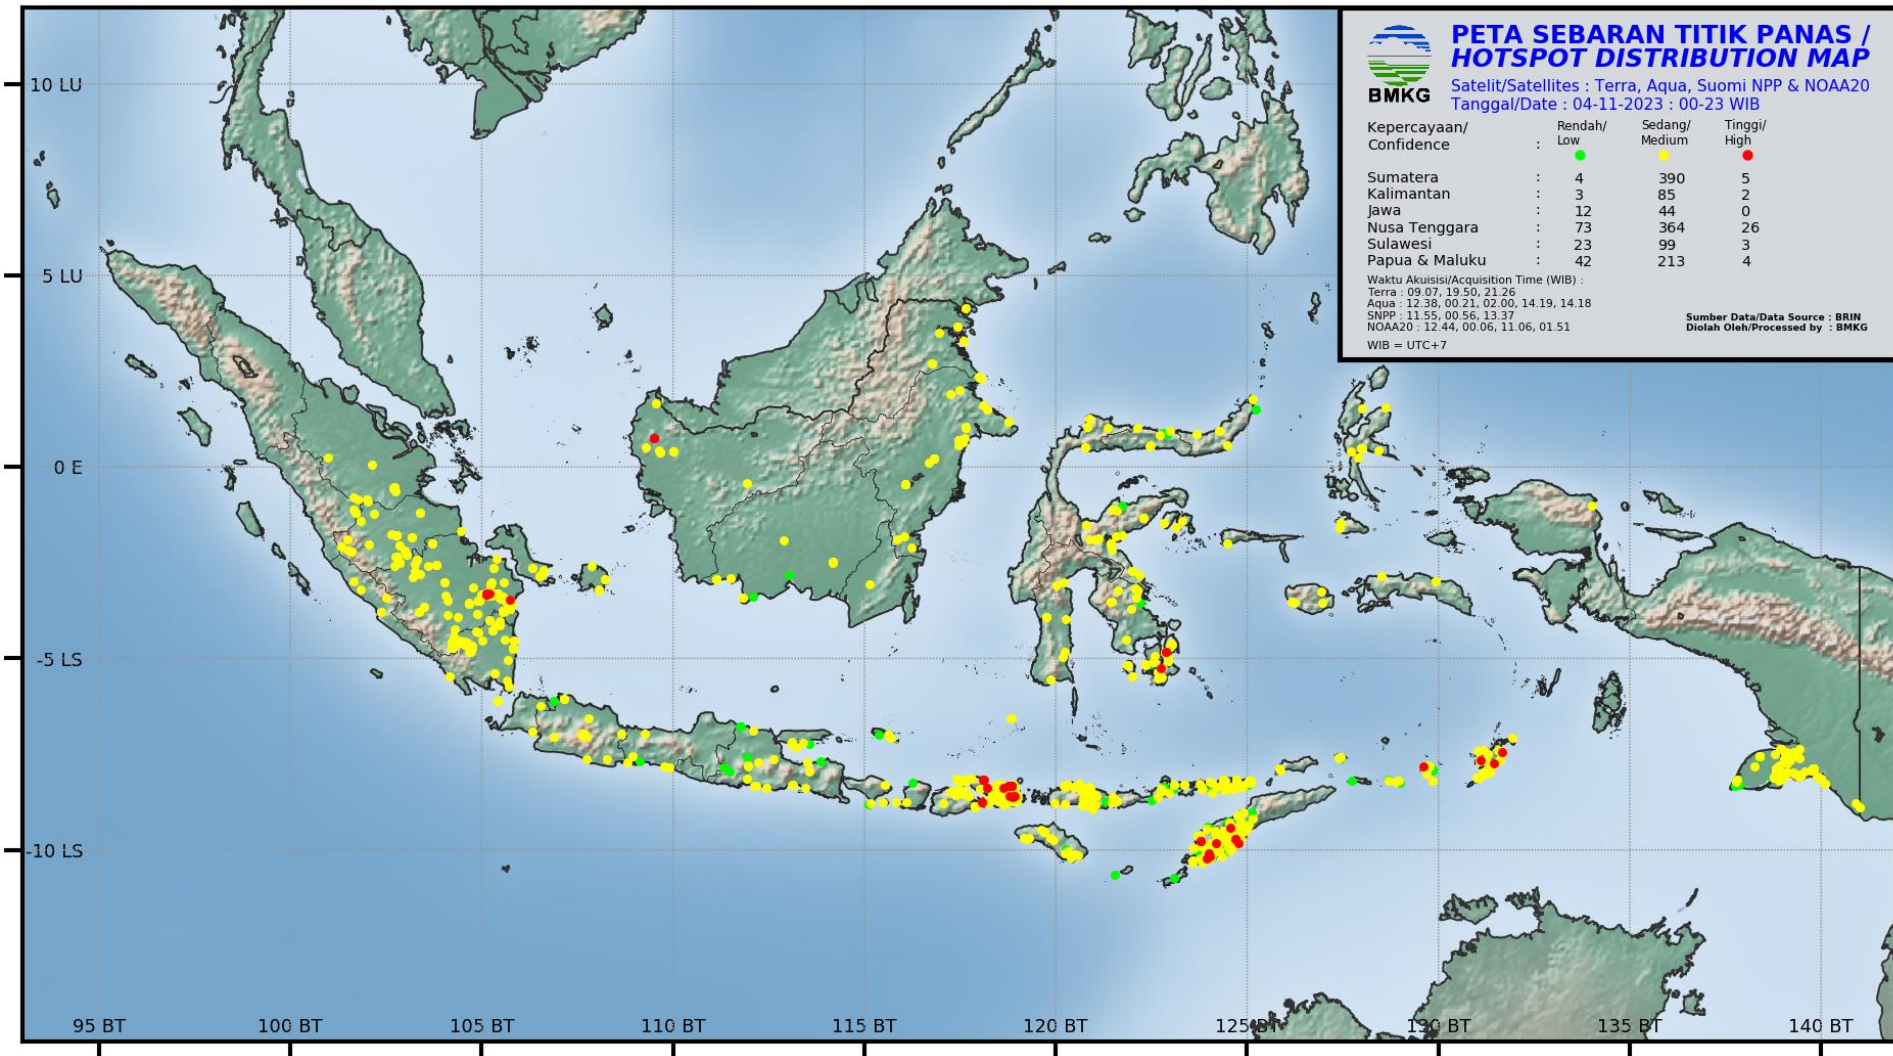 PETA SEBARAN TITIK PANAS /
HOTSPOT DISTRIBUTION MAP
BMKG
Satelit/Satellites : Terra, Aqua, Suomi NPP & NOAA20
Tanggal/Date : 04-11-2023 : 00-23 WIB
Kepercayaan/ Rendah/ Sedang/ Tinggi/
Confidence : Low Medium High
Sumatera : 4 390 5
Kalimantan : 3 85 2
Jawa : 12 44 0
Nusa Tenggara : 73 364 26
Sulawesi : 23 99 3
Papua & Maluku : 42 213 4
Waktu Akuisisi/Acquisition Time (WIB) :
Terra : 09.07, 19.50, 21.26
Aqua : 12.38, 00.21, 02.00, 14.19, 14.18
SNPP : 11.55, 00.56, 13.37
NOAA20 : 12.44, 00.06, 11.06, 01.51
WIB = UTC+7
Sumber Data/Data Source : BRIN
Diolah Oleh/Processed by : BMKG
10 LU
5 LU
0 E
-5 LS
-10 LS
95 BT 100 BT 105 BT 110 BT 115 BT 120 BT 125 BT 130 BT 135 BT 140 BT